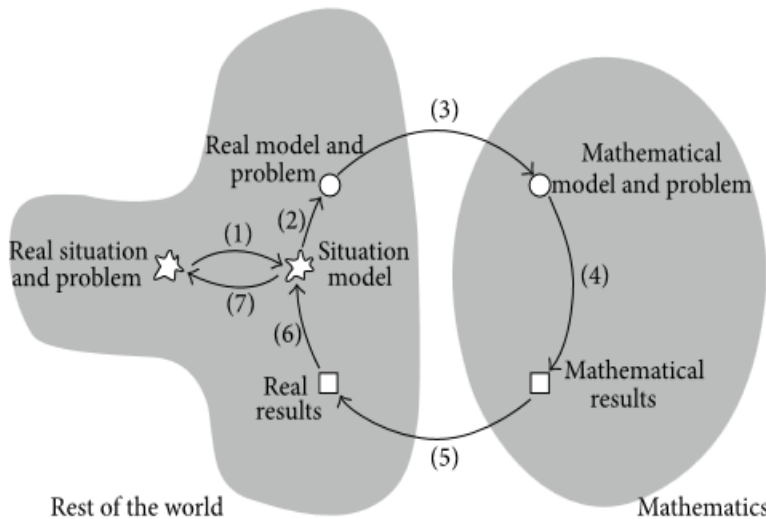 (3)
Real model and
problem
Mathematical
model and problem
(1)
(2)
Real situation
and problem
Situation
model
(7)
(4)
(6)
Real
results
Mathematical
results
(5)
Rest of the world
Mathematics